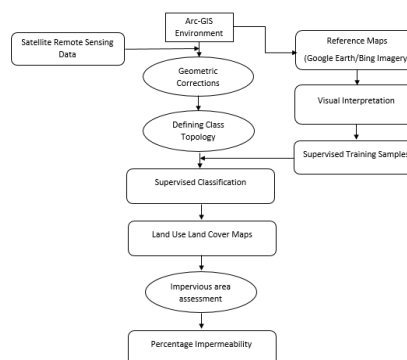 Arc-GIS
Environment
Satellite Remote Sensing
Data
Reference Maps
(Google Earth/Bing Imagery)
Geometric
Corrections
Visual Interpretation
Defining Class
Topology
Supervised Training Samples
Supervised Classification
Land Use Land Cover Maps
Impervious area
assessment
Percentage Impermeability